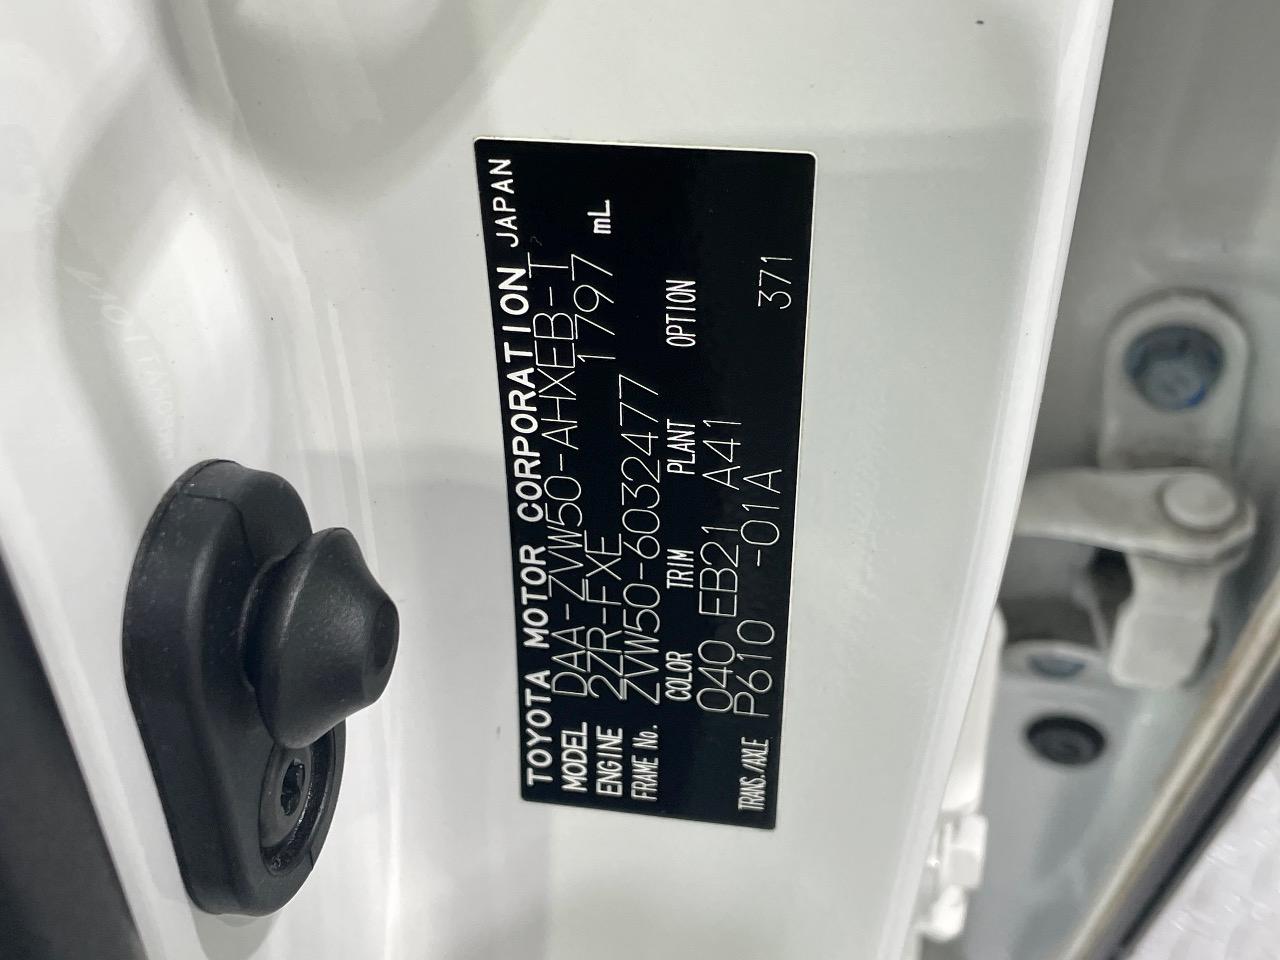 TOYOTA MOTOR CORPORATION JAPAN
MODEL DAA-ZVW50-AHXEB-T
ENGINE 2ZR-FXE 1797 mL
FRAME No. ZVW50-6032477
COLOR TRIM PLANT OPTION
040 EB21 A41
TRANS./AXLE P610 -01A 371